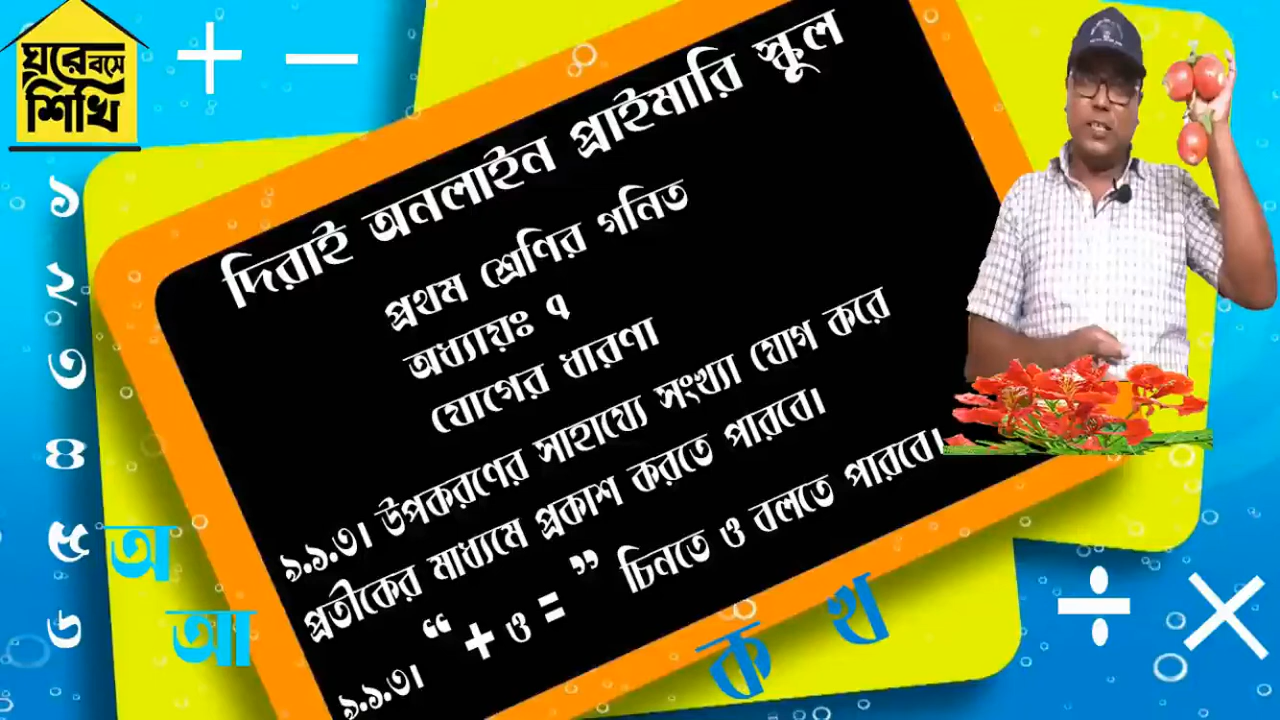 ঘরে বসে
শিখি
+ −
১
২
৩
৪
৫
৬
দিরাই অনলাইন প্রাইমারি স্কুল
প্রথম শ্রেণির গনিত
অধ্যায়ঃ ৭
যোগের ধারণা
৯.১.৩। উপকরণের সাহায্যে সংখ্যা যোগ করে
প্রতীকের মাধ্যমে প্রকাশ করতে পারবে।
৯.১.৩। “ + ও = ” চিনতে ও বলতে পারবে।
অ
আ
ক খ
÷ ×